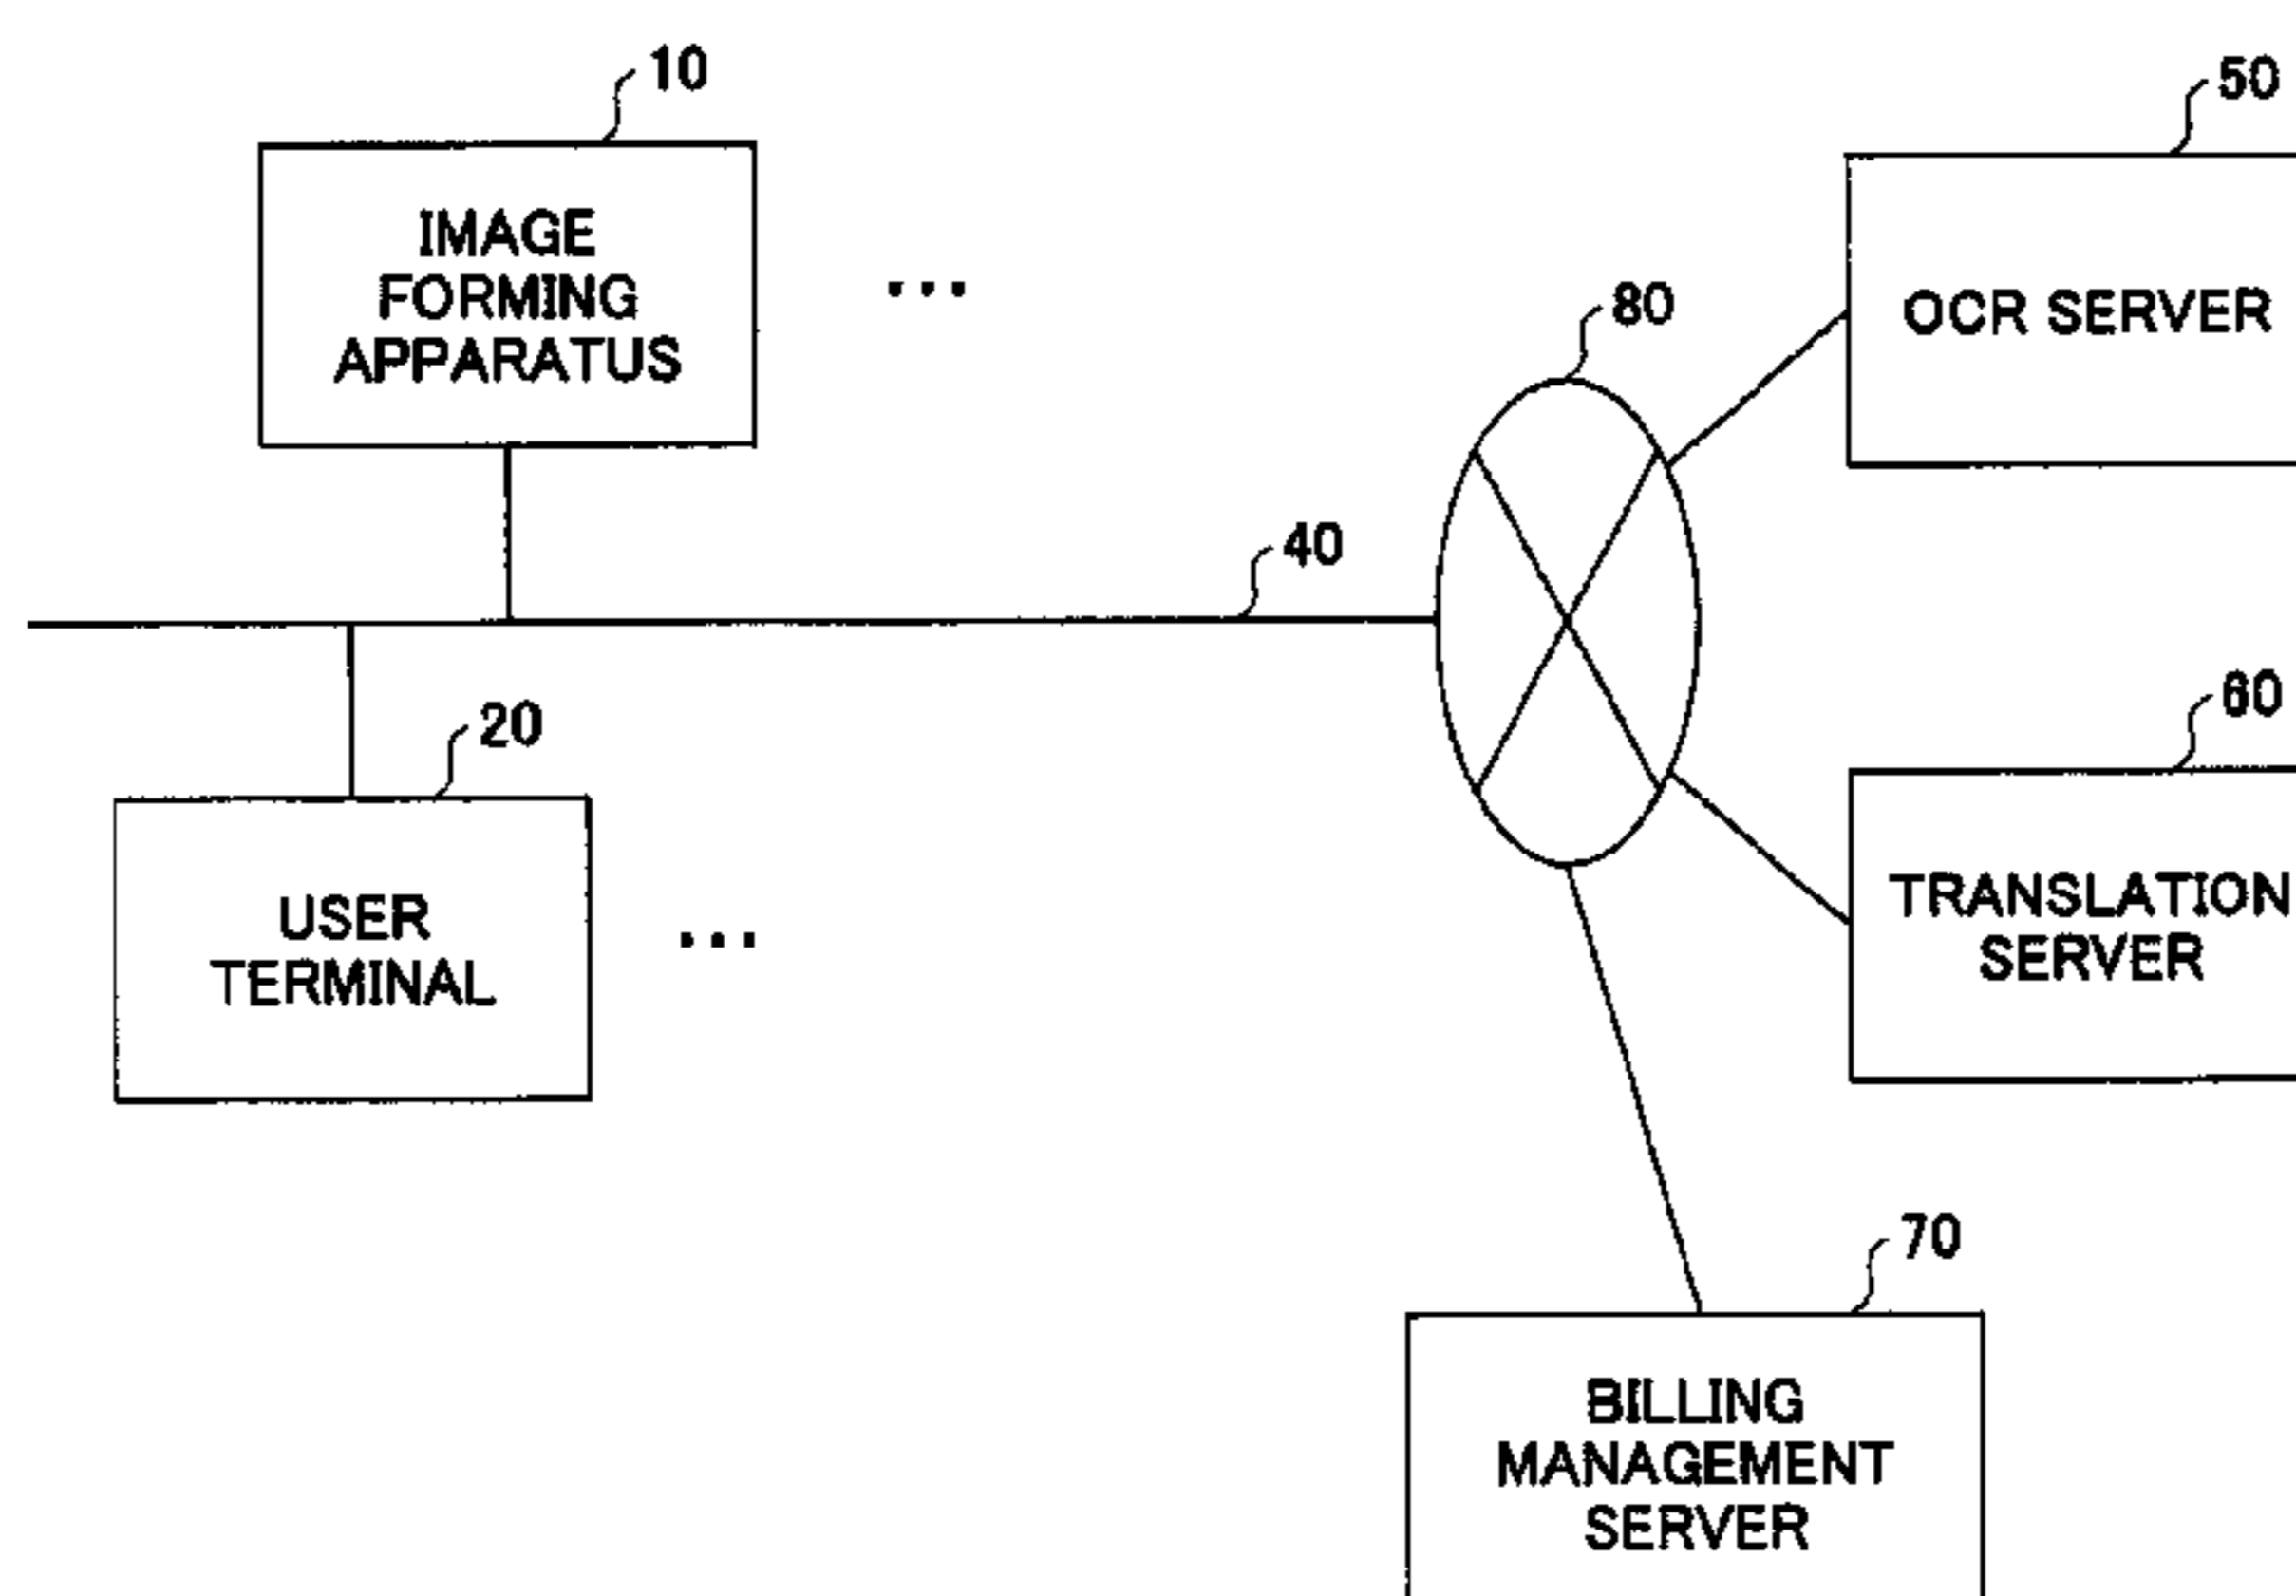 10
IMAGE
FORMING
APPARATUS
...
50
OCR SERVER
80
40
20
USER
TERMINAL
...
60
TRANSLATION
SERVER
70
BILLING
MANAGEMENT
SERVER